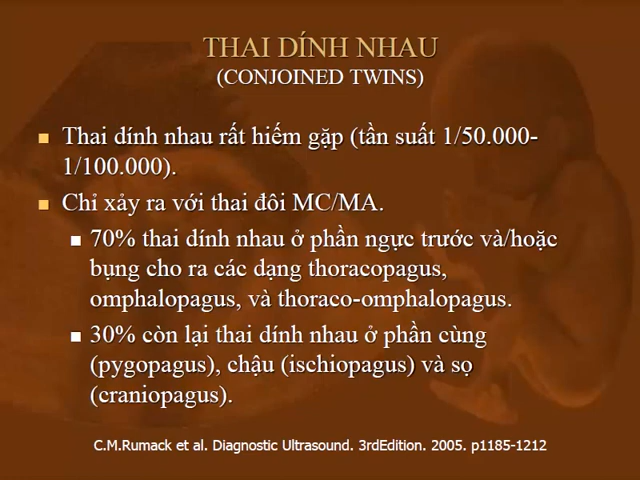 THAI DÍNH NHAU
(CONJOINED TWINS)
Thai dính nhau rất hiếm gặp (tần suất 1/50.000-
1/100.000).
Chỉ xảy ra với thai đôi MC/MA.
70% thai dính nhau ở phần ngực trước và/hoặc
bụng cho ra các dạng thoracopagus,
omphalopagus, và thoraco-omphalopagus.
30% còn lại thai dính nhau ở phần cùng
(pygopagus), chậu (ischiopagus) và sọ
(craniopagus).
C.M.Rumack et al. Diagnostic Ultrasound. 3rdEdition. 2005. p1185-1212